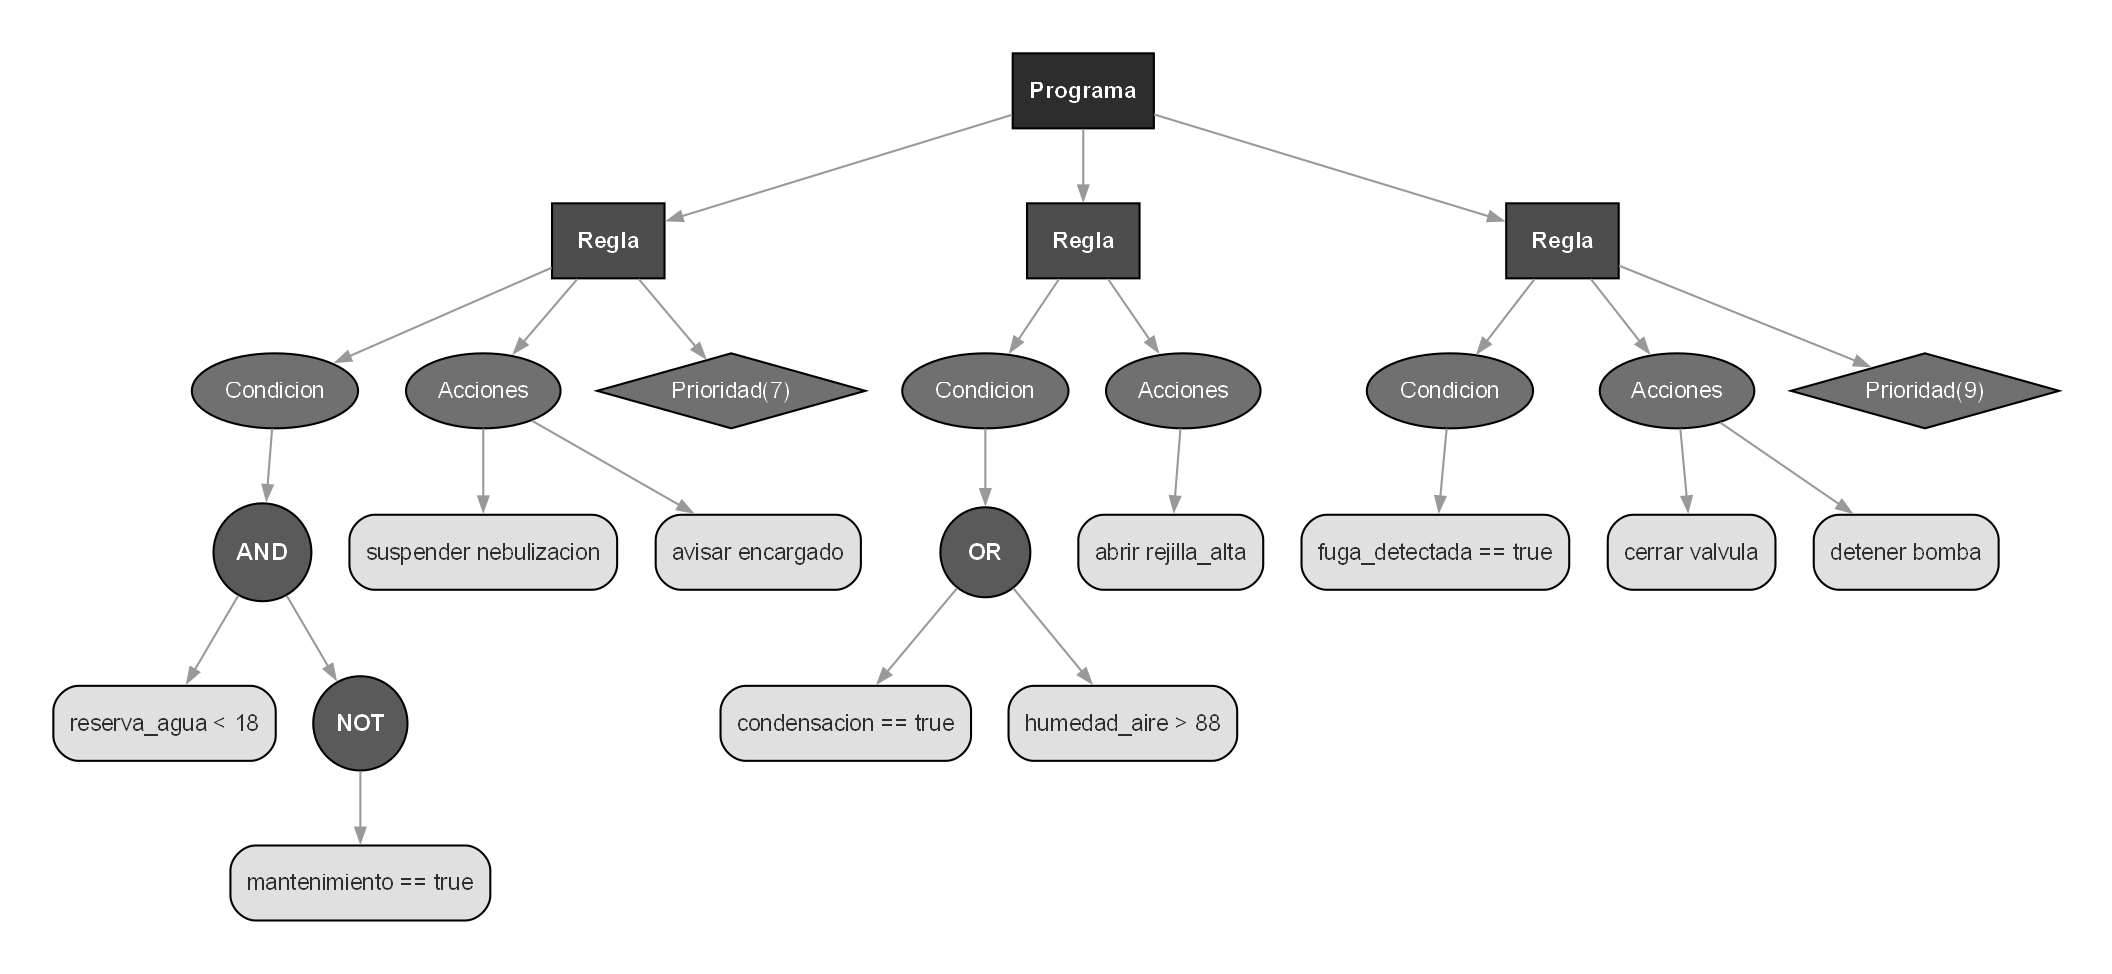 Programa
Regla
Regla
Regla
Condicion
Acciones
Prioridad(7)
Condicion
Acciones
Condicion
Acciones
Prioridad(9)
AND
suspender nebulizacion
avisar encargado
OR
abrir rejilla_alta
fuga_detectada == true
cerrar valvula
detener bomba
reserva_agua < 18
NOT
condensacion == true
humedad_aire > 88
mantenimiento == true